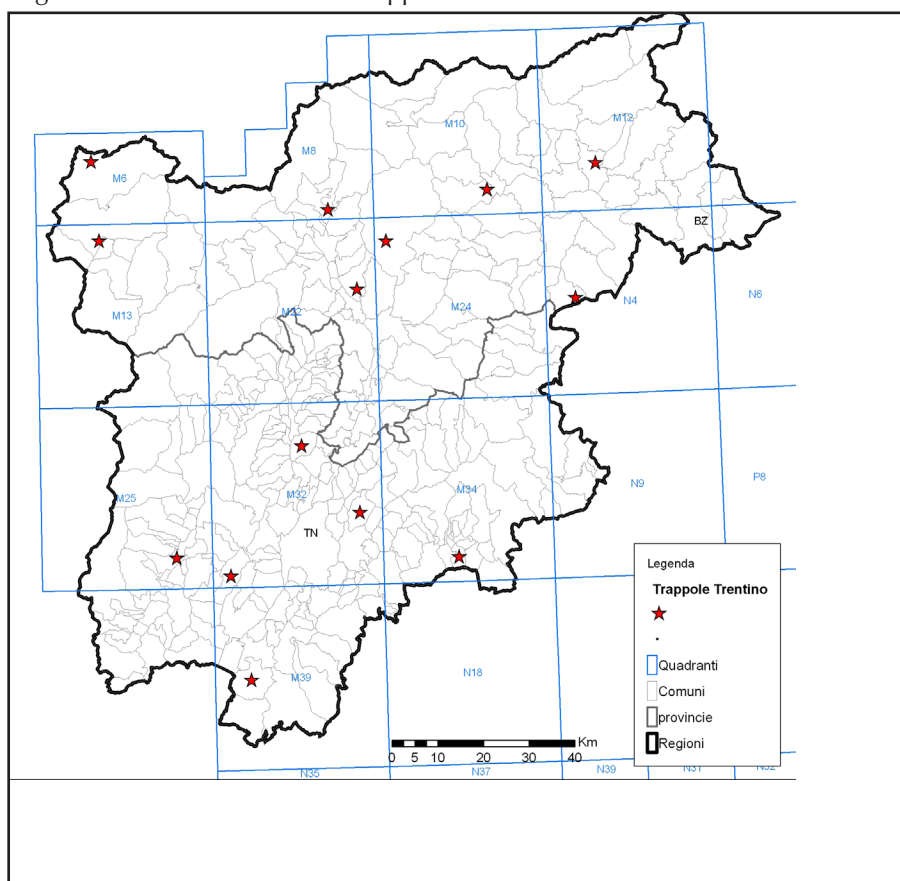 M10
M12
M8
M6
BZ
N6
N4
M24
M22
M13
P8
N9
M34
M32
M25
TN
Legenda
Trappole Trentino
Quadranti
Comuni
provincie
Regioni
M39
N18
Km
0 5 10 20 30 40
N35
N37
N39
N31